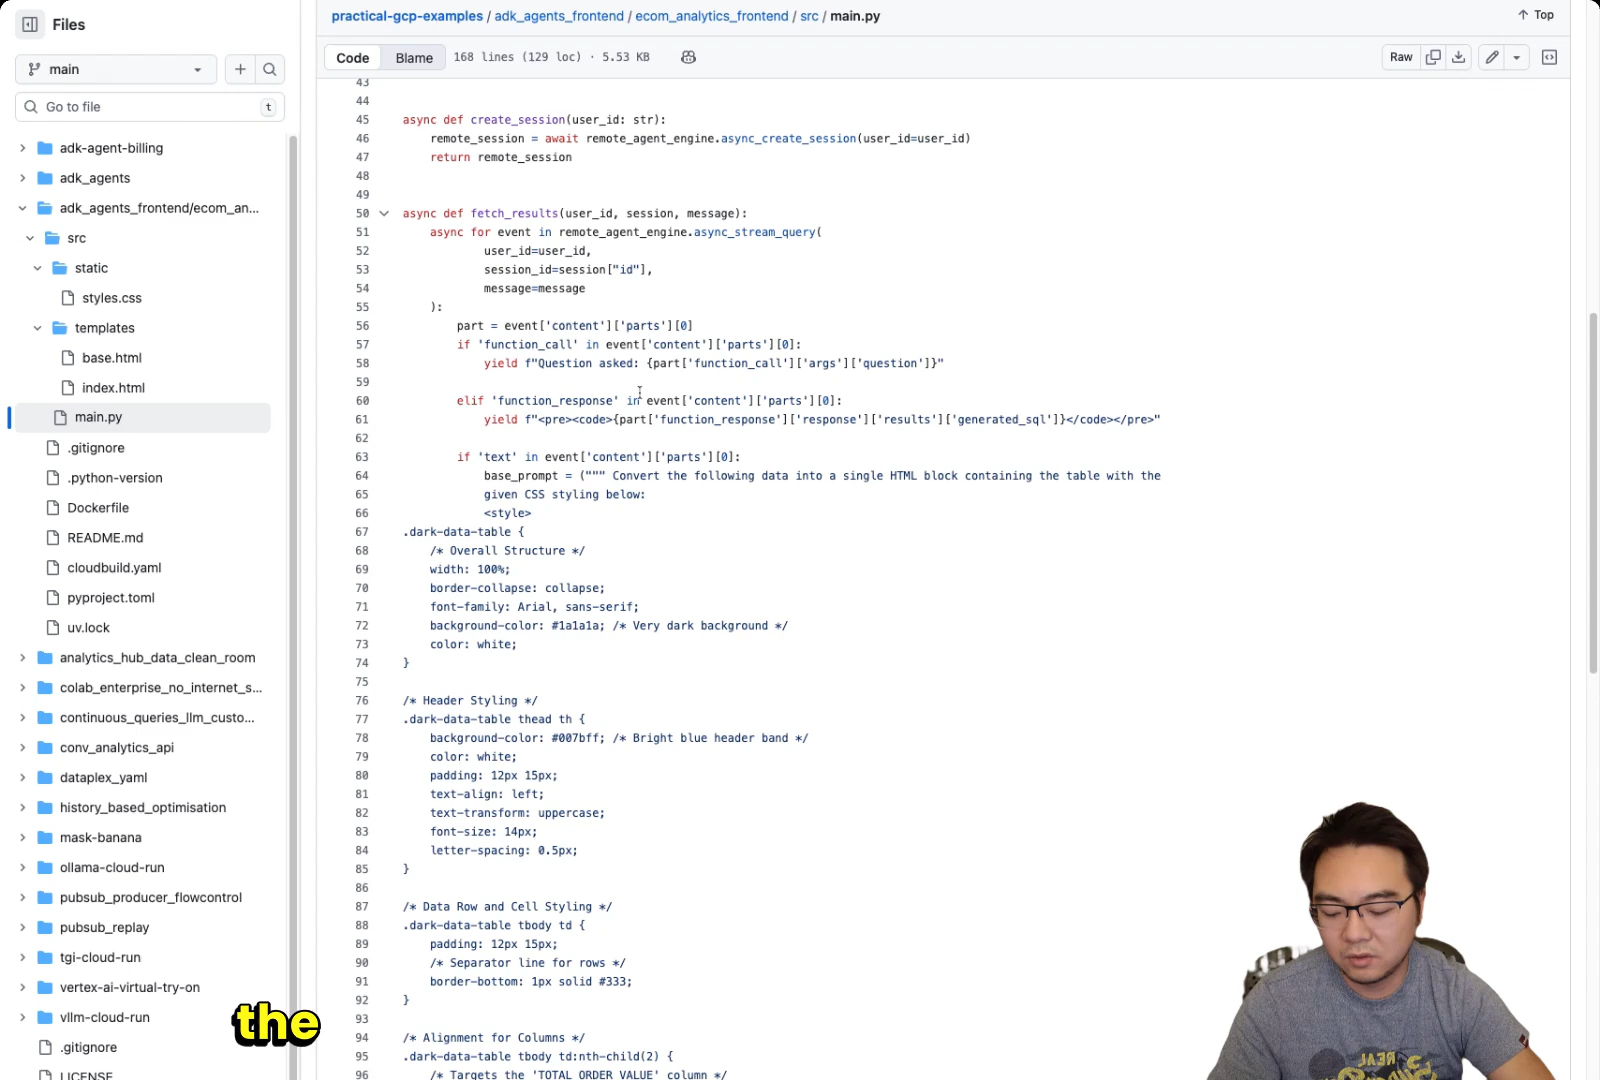 Files
main
Go to file
t
adk-agent-billing
adk_agents
adk_agents_frontend/ecom_an...
src
static
styles.css
templates
base.html
index.html
main.py
.gitignore
.python-version
Dockerfile
README.md
cloudbuild.yaml
pyproject.toml
uv.lock
analytics_hub_data_clean_room
colab_enterprise_no_internet_s...
continuous_queries_llm_custo...
conv_analytics_api
dataplex_yaml
history_based_optimisation
mask-banana
ollama-cloud-run
pubsub_producer_flowcontrol
pubsub_replay
tgi-cloud-run
vertex-ai-virtual-try-on
vllm-cloud-run
.gitignore
LICENSE
the
practical-gcp-examples / adk_agents_frontend / ecom_analytics_frontend / src / main.py
Top
Code Blame 168 lines (129 loc) · 5.53 KB
Raw
43
44
45 async def create_session(user_id: str):
46 remote_session = await remote_agent_engine.async_create_session(user_id=user_id)
47 return remote_session
48
49
50 async def fetch_results(user_id, session, message):
51 async for event in remote_agent_engine.async_stream_query(
52 user_id=user_id,
53 session_id=session["id"],
54 message=message
55 ):
56 part = event['content']['parts'][0]
57 if 'function_call' in event['content']['parts'][0]:
58 yield f"Question asked: {part['function_call']['args']['question']}"
59
60 elif 'function_response' in event['content']['parts'][0]:
61 yield f"<pre><code>{part['function_response']['response']['results']['generated_sql']}</code></pre>"
62
63 if 'text' in event['content']['parts'][0]:
64 base_prompt = (""" Convert the following data into a single HTML block containing the table with the
65 given CSS styling below:
66 <style>
67 .dark-data-table {
68 /* Overall Structure */
69 width: 100%;
70 border-collapse: collapse;
71 font-family: Arial, sans-serif;
72 background-color: #1a1a1a; /* Very dark background */
73 color: white;
74 }
75
76 /* Header Styling */
77 .dark-data-table thead th {
78 background-color: #007bff; /* Bright blue header band */
79 color: white;
80 padding: 12px 15px;
81 text-align: left;
82 text-transform: uppercase;
83 font-size: 14px;
84 letter-spacing: 0.5px;
85 }
86
87 /* Data Row and Cell Styling */
88 .dark-data-table tbody td {
89 padding: 12px 15px;
90 /* Separator line for rows */
91 border-bottom: 1px solid #333;
92 }
93
94 /* Alignment for Columns */
95 .dark-data-table tbody td:nth-child(2) {
96 /* Targets the 'TOTAL ORDER VALUE' column */